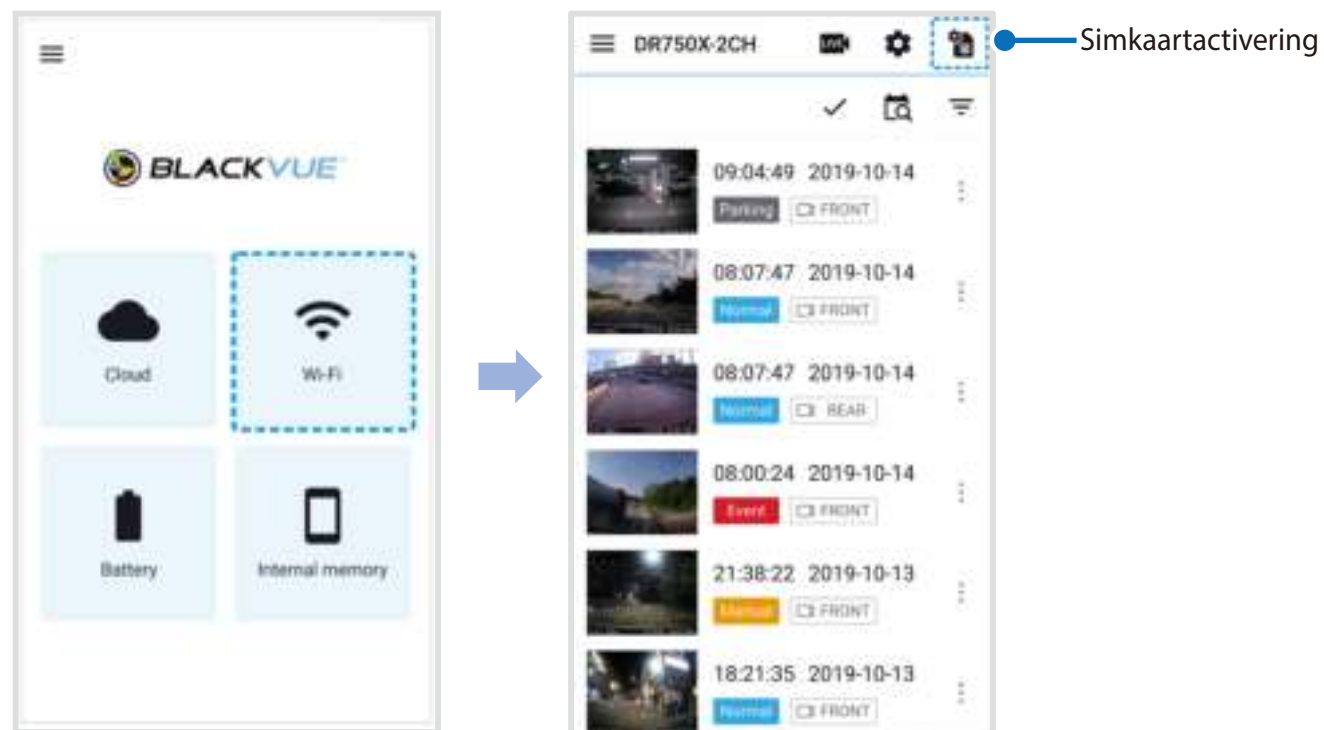 BLACKVUE
Cloud
Wi-Fi
Battery
Internal memory
DR750X-2CH
LIVE
Simkaartactivering
09:04:49 2019-10-14
Parking FRONT
08:07:47 2019-10-14
Normal FRONT
08:07:47 2019-10-14
Normal REAR
08:00:24 2019-10-14
Event FRONT
21:38:22 2019-10-13
Manual FRONT
18:21:35 2019-10-13
Normal FRONT